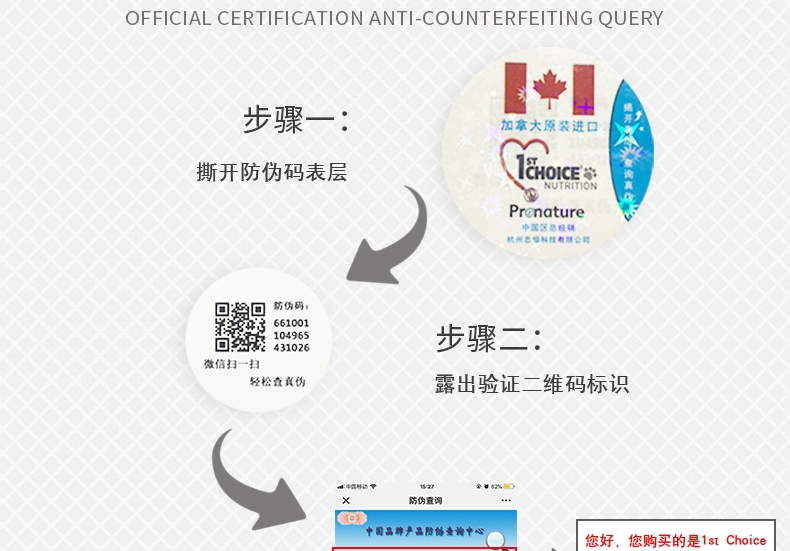 OFFICIAL CERTIFICATION ANTI-COUNTERFEITING QUERY
步骤一：
撕开防伪码表层
加拿大原装进口
1ST CHOICE
NUTRITION
Pronature
中国区总经销
杭州志恒科技有限公司
揭开
查询真伪
防伪码：
661001
104965
431026
微信扫一扫
轻松查真伪
步骤二：
露出验证二维码标识
中国移动
15:27
62%
防伪查询
中国品牌产品防伪查询中心
您好，您购买的是1st Choice